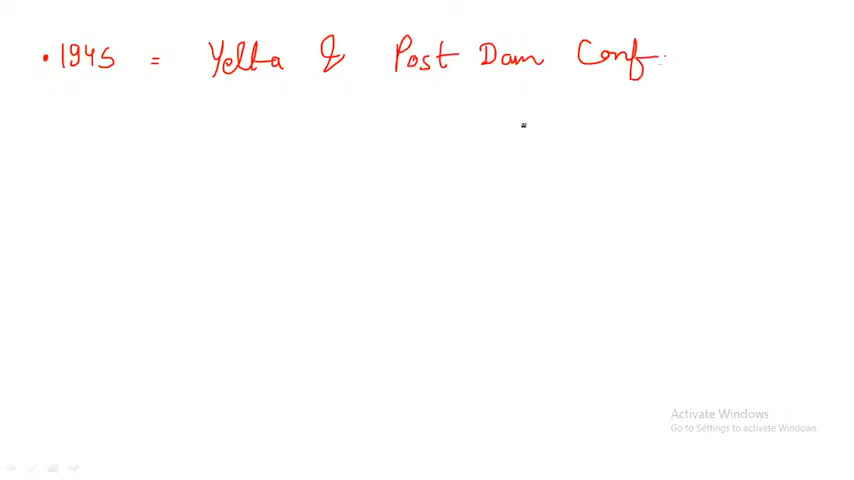 • 1945 = Yelta & Post Dam Conf.
Activate Windows
Go to Settings to activate Windows.